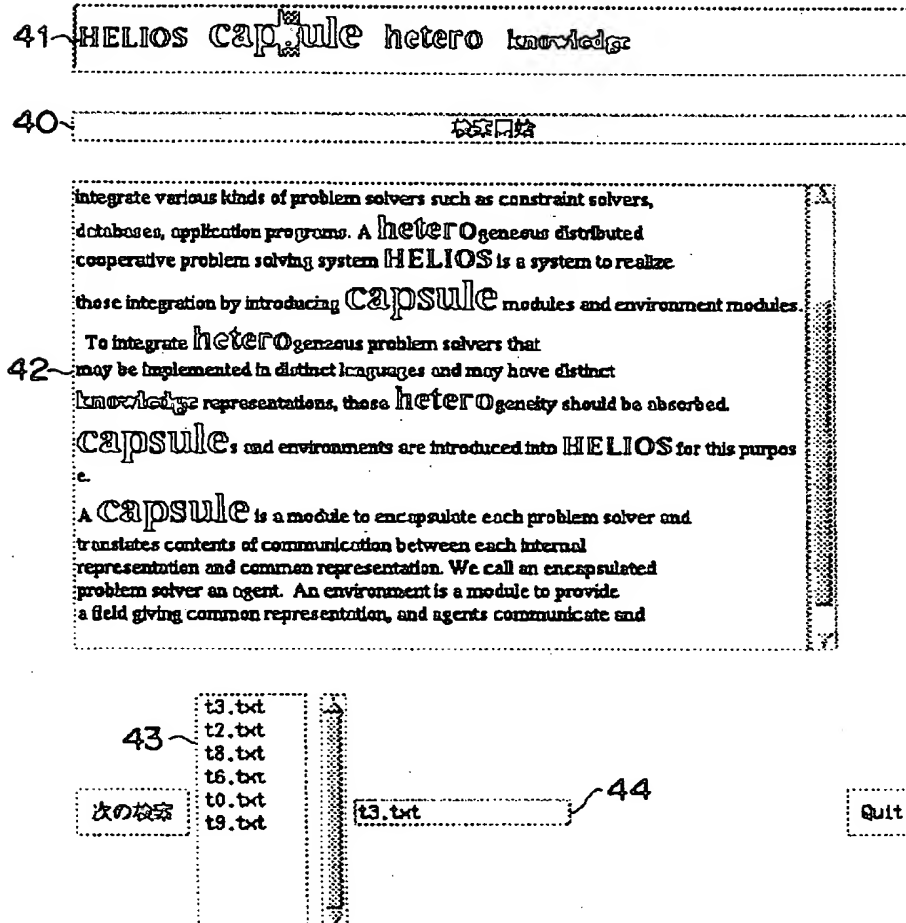 41 HELIOS capsule hetero knowledge
40 検索開始
integrate various kinds of problem solvers such as constraint solvers,
databases, application programs. A heterogeneous distributed
cooperative problem solving system HELIOS is a system to realize
those integration by introducing capsule modules and environment modules.
To integrate heterogeneous problem solvers that
42 may be implemented in distinct languages and may have distinct
knowledge representations, those heterogeneity should be absorbed.
capsules and environments are introduced into HELIOS for this purpos
e.
A capsule is a module to encapsulate each problem solver and
translates contents of communication between each internal
representation and common representation. We call an encapsulated
problem solver an agent. An environment is a module to provide
a field giving common representation, and agents communicate and
43
t3.txt
t2.txt
t8.txt
t6.txt
t0.txt
t9.txt
次の検索
t3.txt
44
Quit